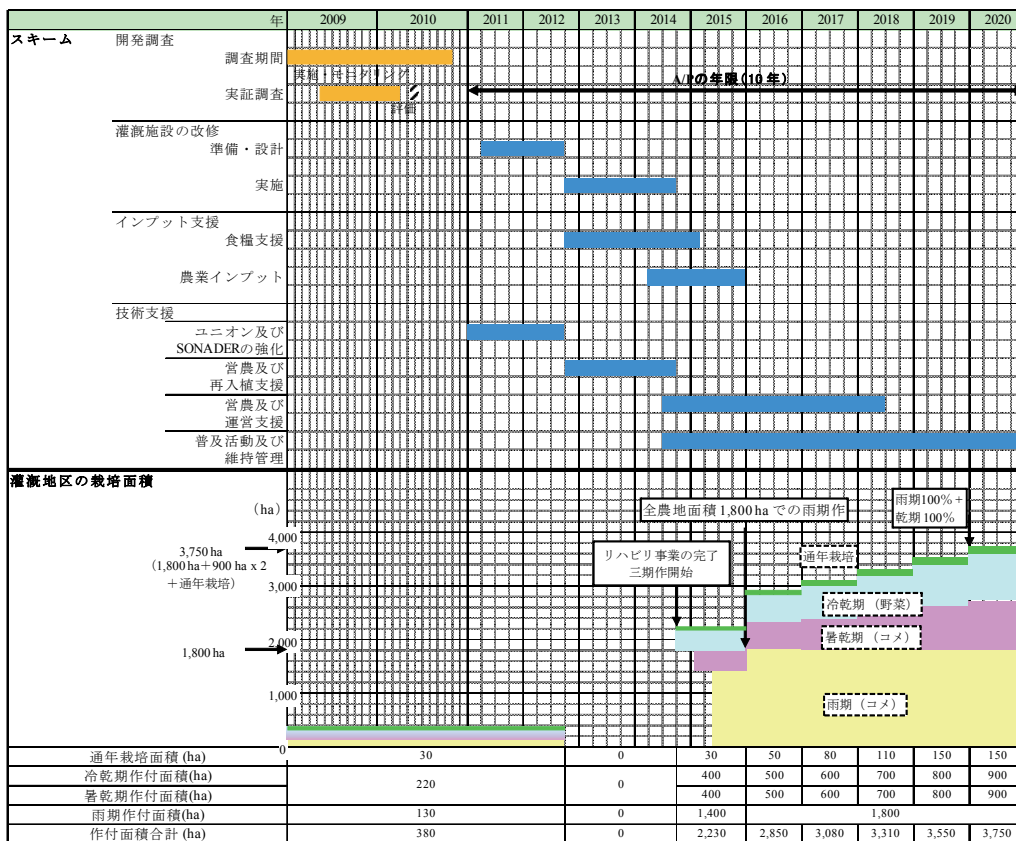 年 2009 2010 2011 2012 2013 2014 2015 2016 2017 2018 2019 2020
スキーム 開発調査
調査期間
実施・モニタリング
A/Pの年限(10年)
実証調査
評価
灌漑施設の改修
準備・設計
実施
インプット支援
食糧支援
農業インプット
技術支援
ユニオン及び
SONADERの強化
営農及び
再入植支援
営農及び
運営支援
普及活動及び
維持管理
灌漑地区の栽培面積
(ha)
全農地面積1,800 ha での雨期作
雨期100%+
乾期100%
4,000
3,750 ha
(1,800 ha+900 ha x 2
+通年栽培)
リハビリ事業の完了
三期作開始
通年栽培
3,000
冷乾期(野菜)
2,000
暑乾期(コメ)
1,800 ha
1,000
雨期(コメ)
0
通年栽培面積 (ha) 30 0 30 50 80 110 150 150
冷乾期作付面積(ha) 220 0 400 500 600 700 800 900
暑乾期作付面積(ha) 400 500 600 700 800 900
雨期作付面積(ha) 130 0 1,400 1,800
作付面積合計 (ha) 380 0 2,230 2,850 3,080 3,310 3,550 3,750